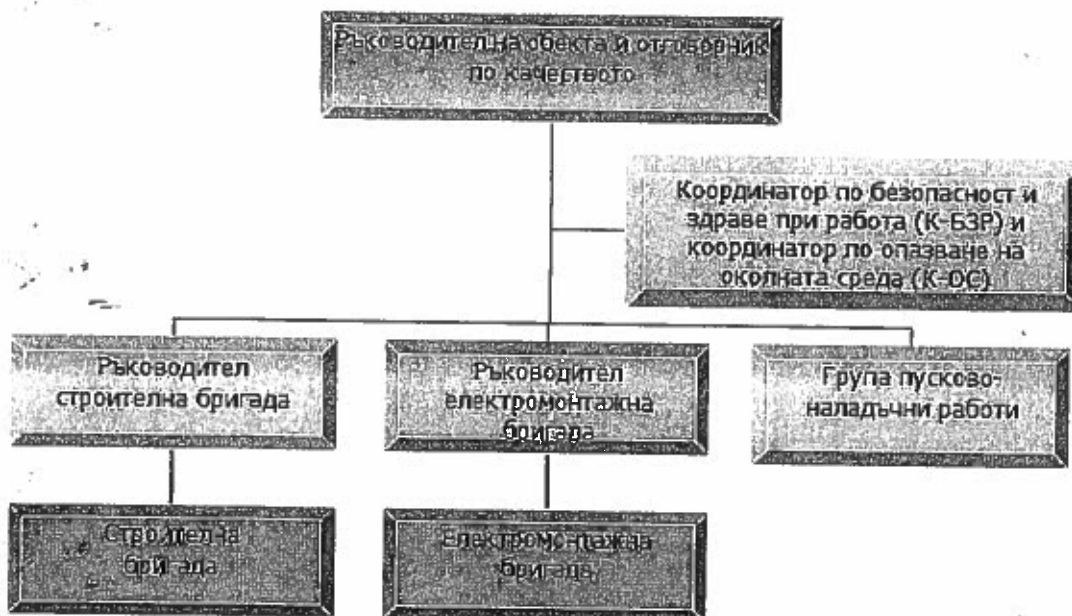 Ръководител на обекта и отговорник
по качеството
Координатор по безопасност и
здраве при работа (К-БЗР) и
координатор по опазване на
околната среда (К-ОС)
Ръководител
строителна бригада
Ръководител
електромонтажна
бригада
Група пусково-
наладъчни работи
Строителна
бригада
Електромонтажна
бригада